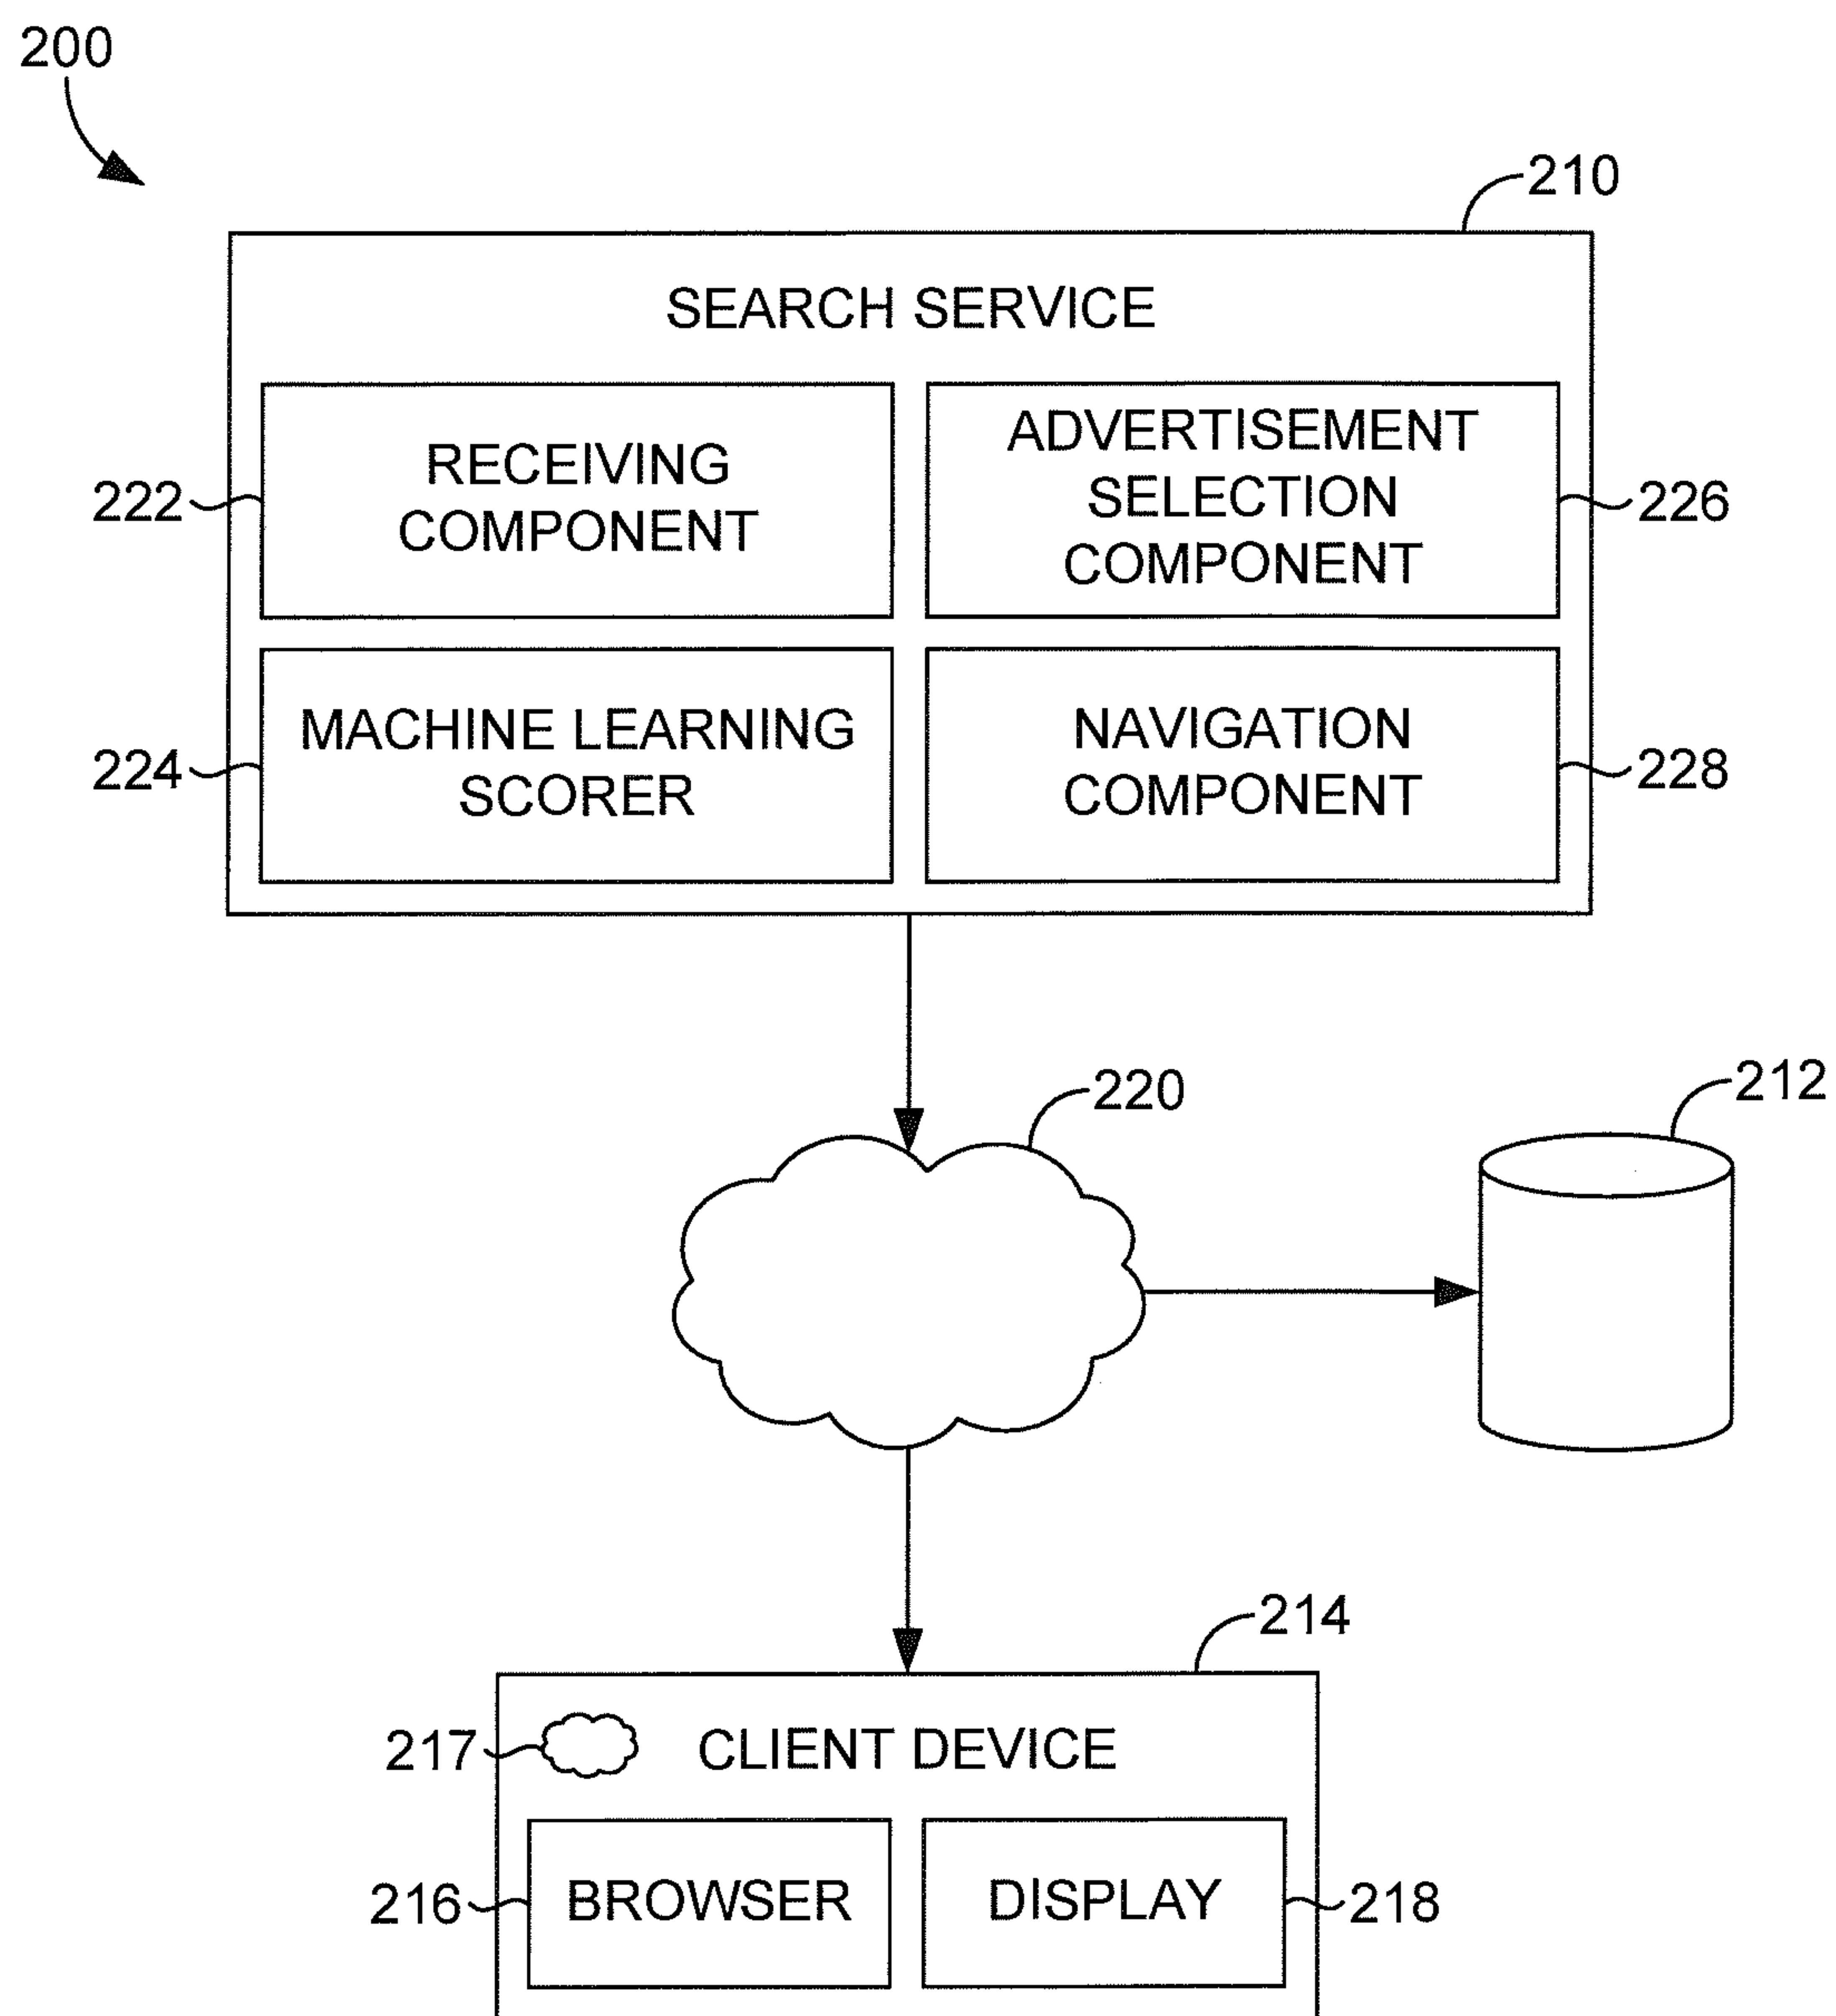 200
210
SEARCH SERVICE
RECEIVING
COMPONENT
222
ADVERTISEMENT
SELECTION
COMPONENT
226
MACHINE LEARNING
SCORER
224
NAVIGATION
COMPONENT
228
220
212
214
217
CLIENT DEVICE
216
BROWSER
DISPLAY
218